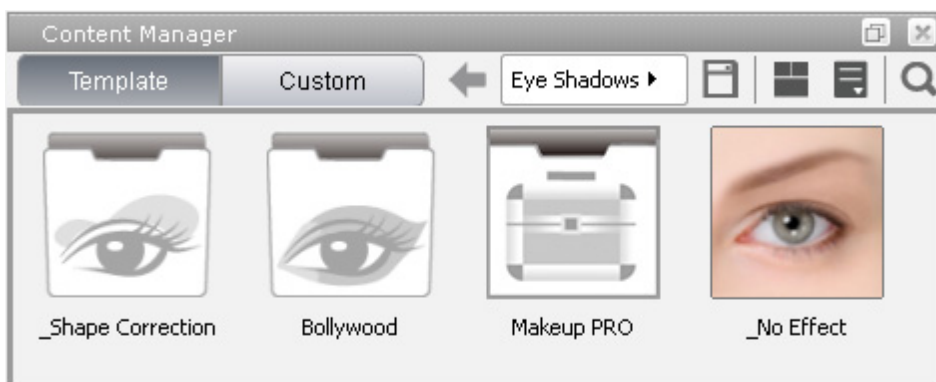 Content Manager
Template Custom Eye Shadows
_Shape Correction Bollywood Makeup PRO _No Effect